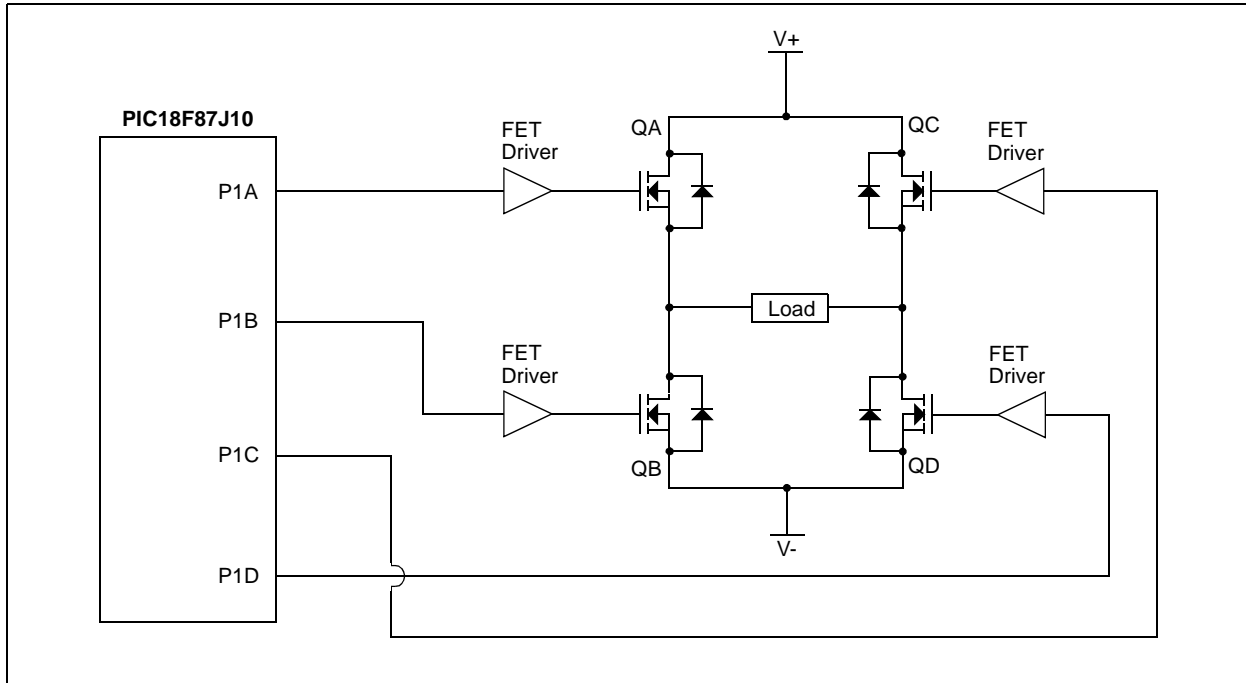 V+
PIC18F87J10
FET
Driver
QA
QC
FET
Driver
P1A
P1B
Load
FET
Driver
FET
Driver
P1C
QB
QD
V-
P1D